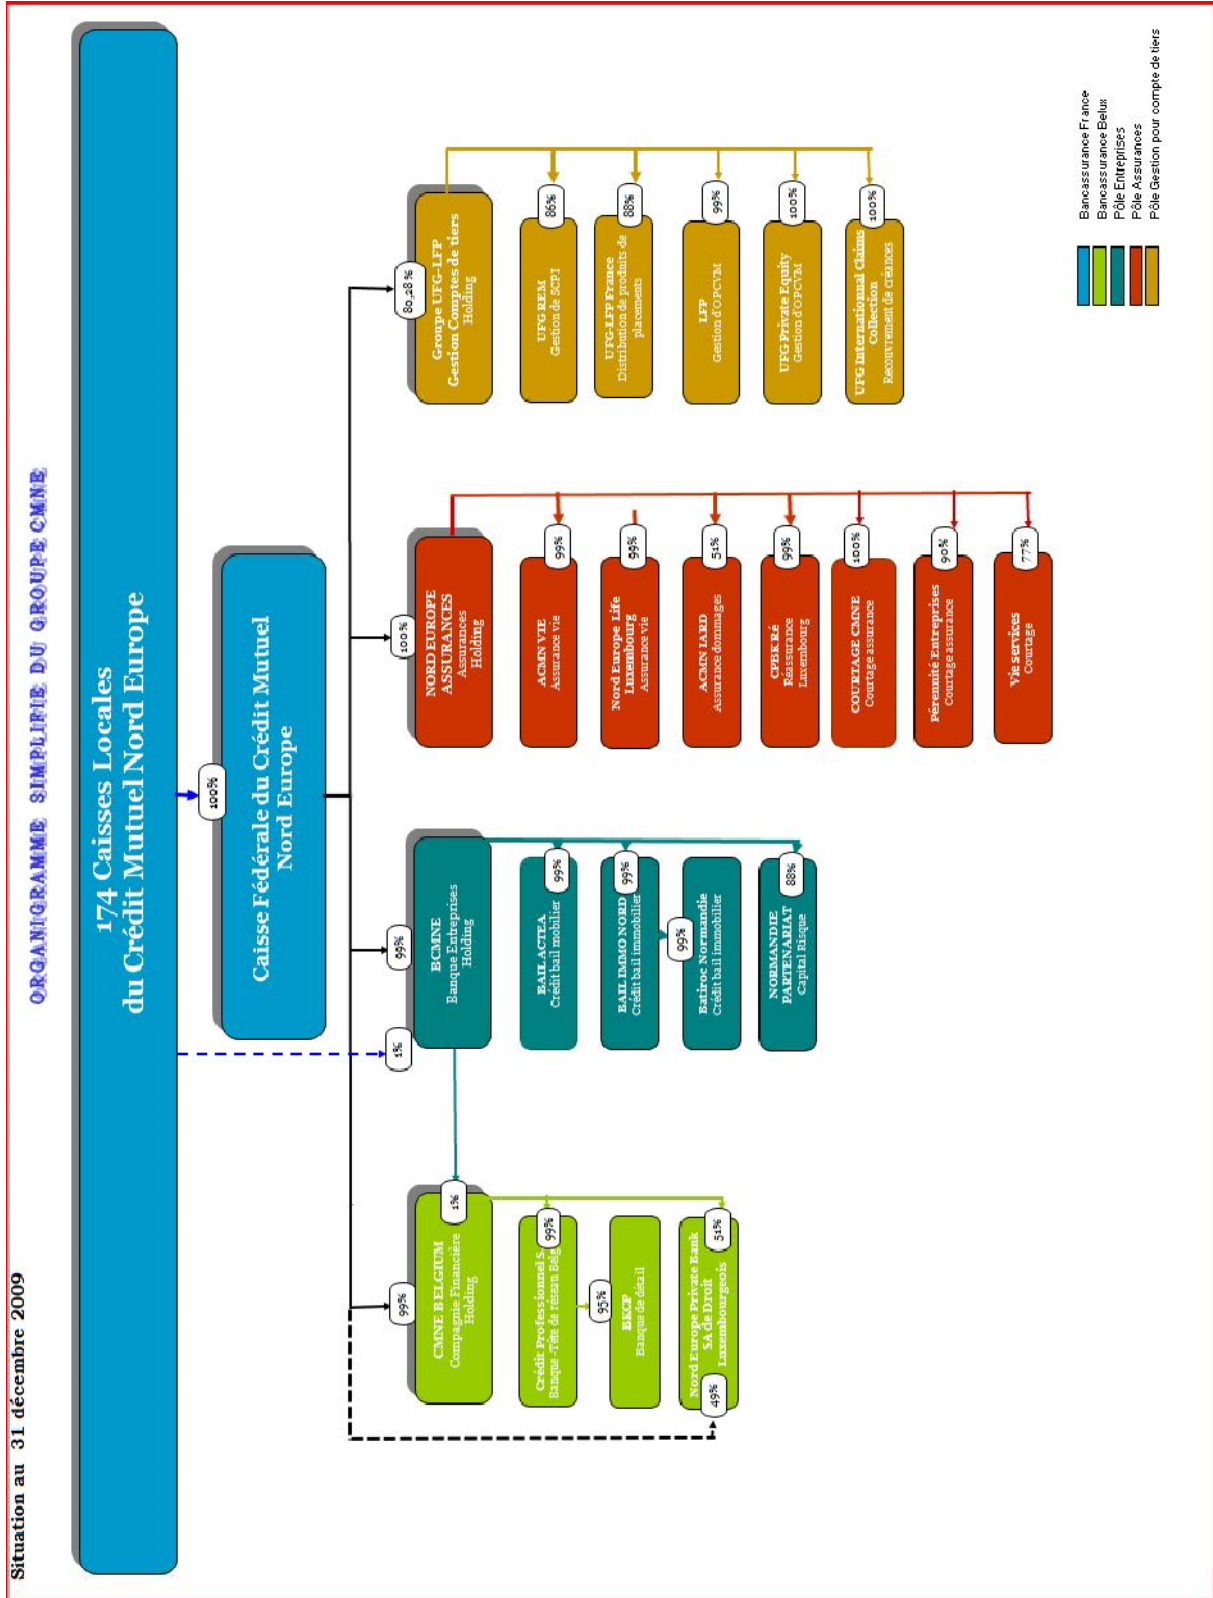 Situation au 31 décembre 2009
ORGANIGRAMME SIMPLIFIE DU GROUPE CMNE
174 Caisses Locales
du Crédit Mutuel Nord Europe
100%
Caisse Fédérale du Crédit Mutuel
Nord Europe
99%
1%
99%
100%
80,28%
CMNE BELGIUM
Compagnie Financière
Holding
1%
Crédit Professionnel S.
Banque -Tête de réseau Belg
99%
95%
BKCP
Banque de détail
Nord Europe Private Bank
SA de Droit
Luxembourgeois
49%
51%
BCMNE
Banque Entreprises
Holding
BAIL ACTEA
Crédit bail mobilier
99%
BAIL IMMO NORD
Crédit bail immobilier
99%
99%
Batiroc Normandie
Crédit bail immobilier
NORMANDIE
PARTENARIAT
Capital Risque
88%
NORD EUROPE
ASSURANCES
Assurances
Holding
ACMN VIE
Assurance vie
99%
Nord Europe Life
Luxembourg
Assurance vie
99%
ACMN IARD
Assurance dommages
51%
CPBK Ré
Réassurance
Luxembourg
99%
COURTAGE CMNE
Courtage assurance
100%
Pérennité Entreprises
Courtage assurance
90%
Vie services
Courtage
77%
Groupe UFG-LFP
Gestion Comptes de tiers
Holding
UFG REM
Gestion de SCPI
86%
UFG-LFP France
Distribution de produits de
placements
88%
LFP
Gestion d'OPCVM
99%
UFG Private Equity
Gestion d'OPCVM
100%
UFG Internationnal Claims
Collection
Recouvrement de créances
100%
Bancassurance France
Bancassurance Belux
Pôle Entreprises
Pôle Assurances
Pôle Gestion pour compte de tiers